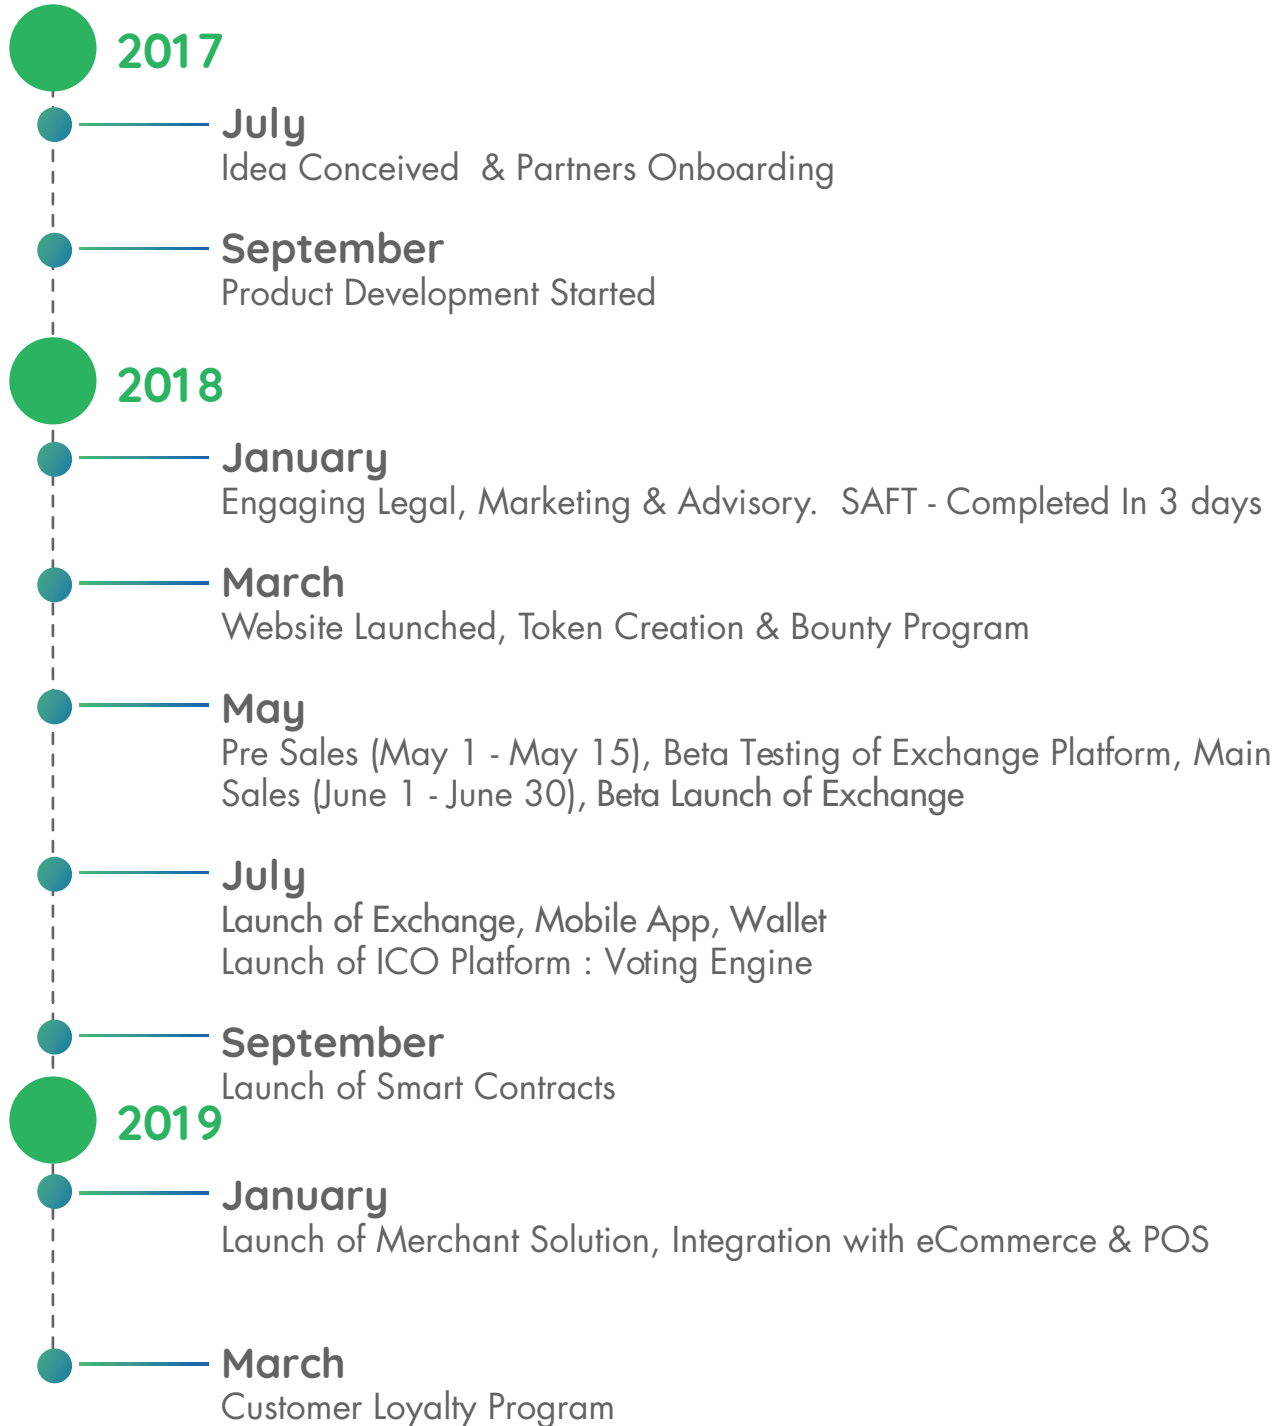 2017
July
Idea Conceived & Partners Onboarding
September
Product Development Started
2018
January
Engaging Legal, Marketing & Advisory. SAFT - Completed In 3 days
March
Website Launched, Token Creation & Bounty Program
May
Pre Sales (May 1 - May 15), Beta Testing of Exchange Platform, Main
Sales (June 1 - June 30), Beta Launch of Exchange
July
Launch of Exchange, Mobile App, Wallet
Launch of ICO Platform : Voting Engine
September
Launch of Smart Contracts
2019
January
Launch of Merchant Solution, Integration with eCommerce & POS
March
Customer Loyalty Program